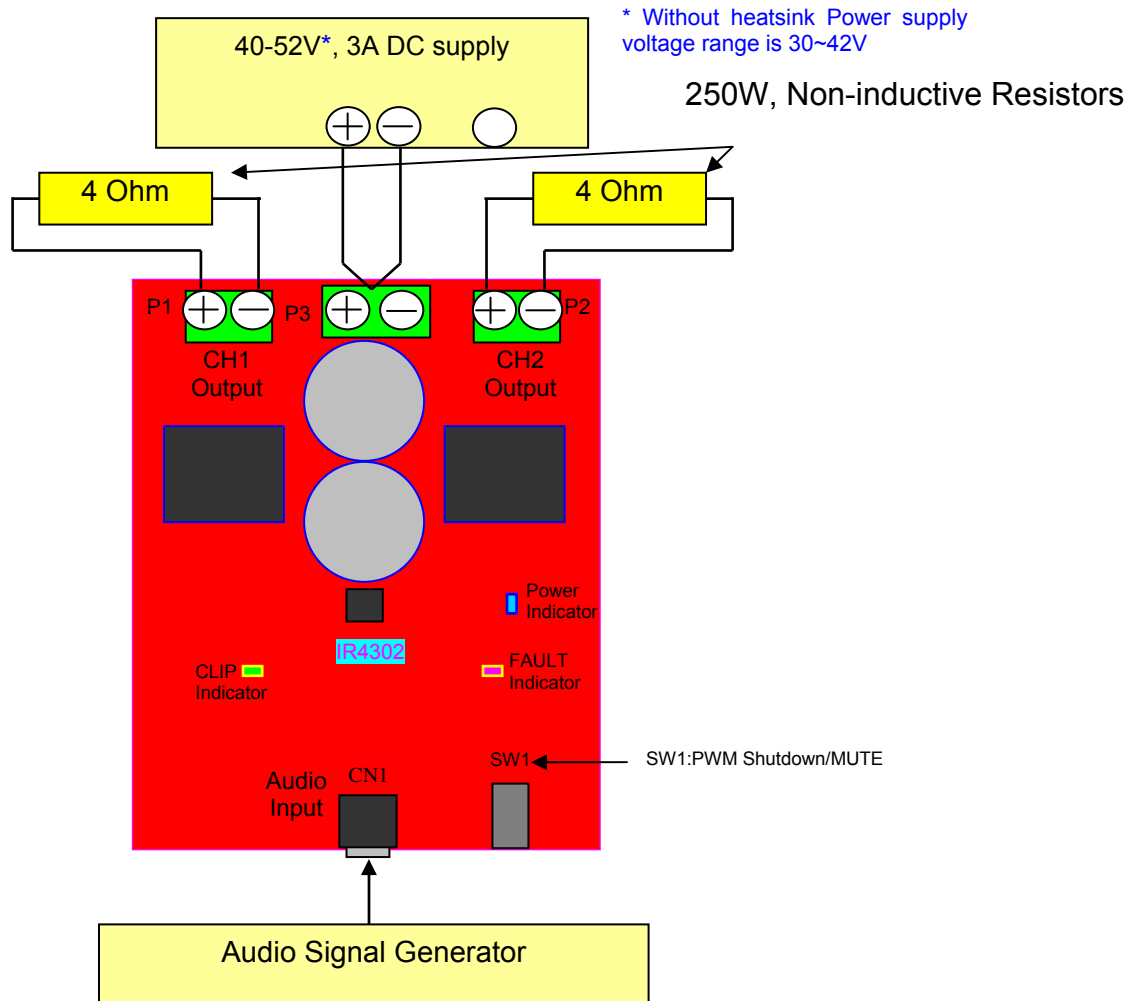 * Without heatsink Power supply
voltage range is 30~42V
40-52V*, 3A DC supply
250W, Non-inductive Resistors
+ −
4 Ohm
4 Ohm
P1
+ −
P3
+ −
+ −
P2
CH1
Output
CH2
Output
Power
Indicator
IR4302
CLIP
Indicator
FAULT
Indicator
SW1
SW1:PWM Shutdown/MUTE
Audio
Input
CN1
Audio Signal Generator